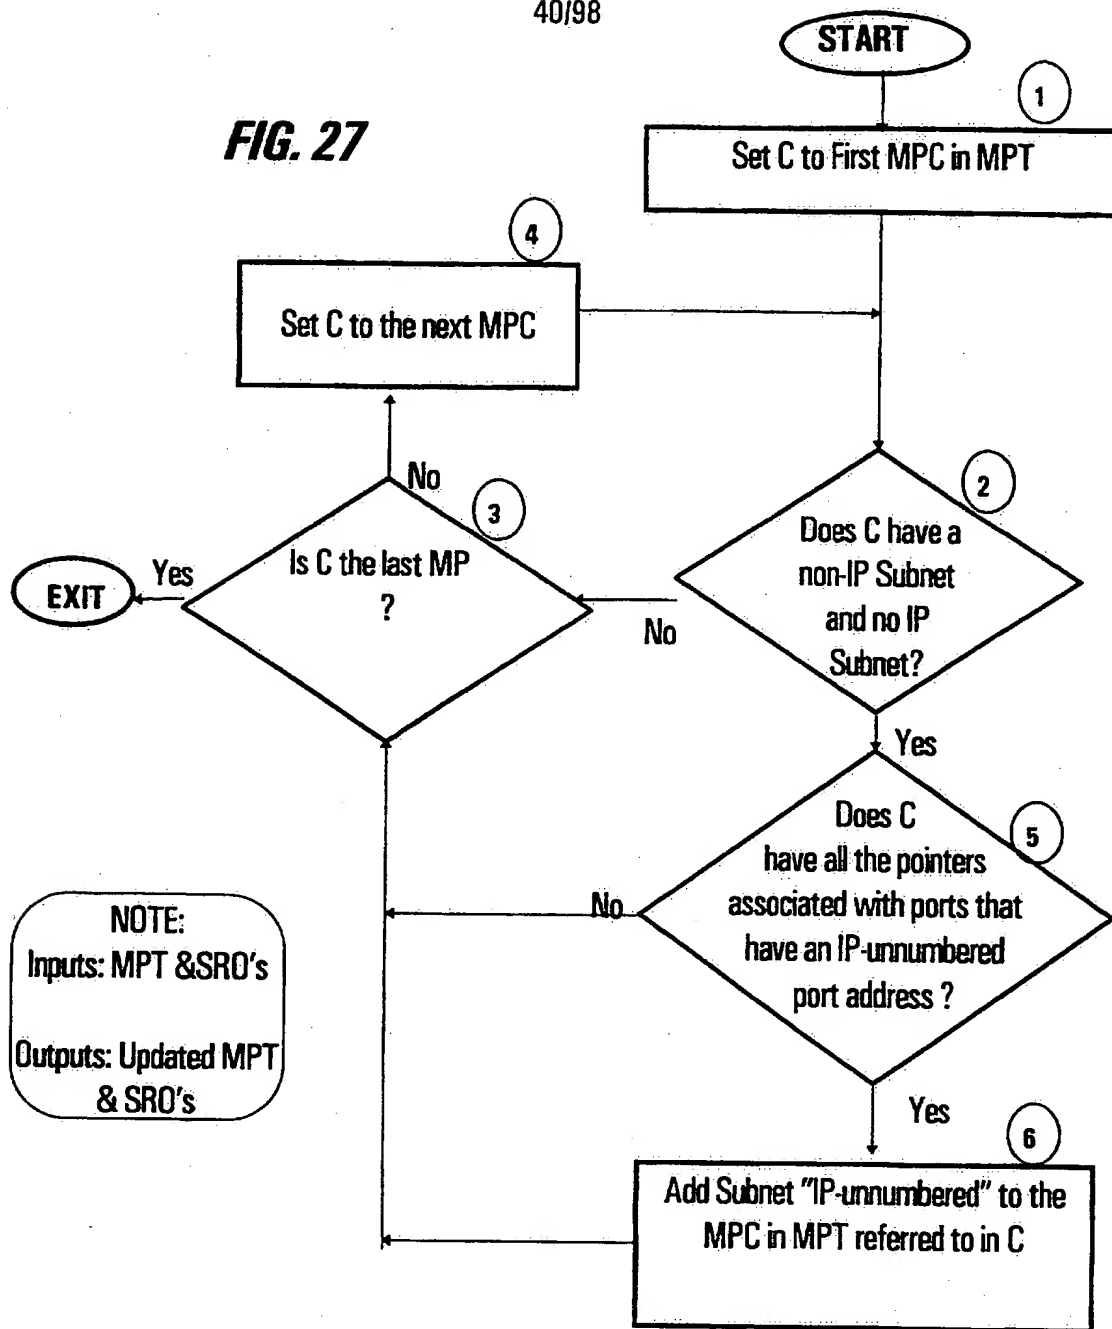 40/98
START
FIG. 27
1
Set C to First MPC in MPT
4
Set C to the next MPC
No
3
Is C the last MP
?
Yes
EXIT
2
Does C have a
non-IP Subnet
and no IP
Subnet?
No
Yes
5
Does C
have all the pointers
associated with ports that
have an IP-unnumbered
port address ?
No
Yes
NOTE:
Inputs: MPT &SRO's
Outputs: Updated MPT
& SRO's
6
Add Subnet "IP-unnumbered" to the
MPC in MPT referred to in C